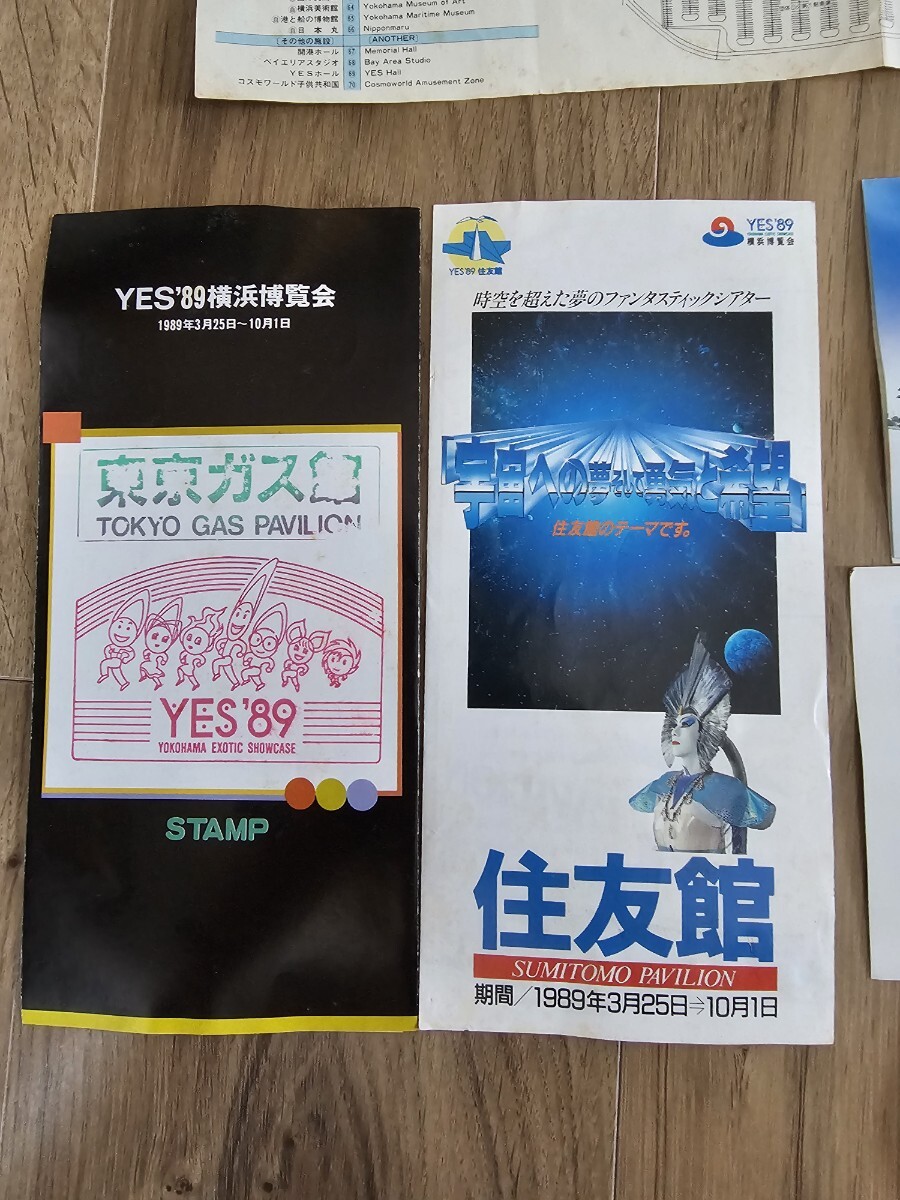 横浜美術館 64 Yokohama Museum of Art
港と船の博物館 65 Yokohama Maritime Museum
日本丸 66 Nipponmaru
〔その他の施設〕 〔ANOTHER〕
開港ホール 67 Memorial Hall
ベイエリアスタジオ 68 Bay Area Studio
YESホール 69 YES Hall
コスモワールド子供共和国 70 Cosmoworld Amusement Zone
YES'89横浜博覧会
1989年3月25日〜10月1日
東京ガス館
TOKYO GAS PAVILION
YES'89
YOKOHAMA EXOTIC SHOWCASE
STAMP
YES'89 住友館
YES'89
YOKOHAMA EXOTIC SHOWCASE
横浜博覧会
時空を超えた夢のファンタスティックシアター
「宇宙への夢そして勇気と希望」
住友館のテーマです。
住友館
SUMITOMO PAVILION
期間/1989年3月25日→10月1日